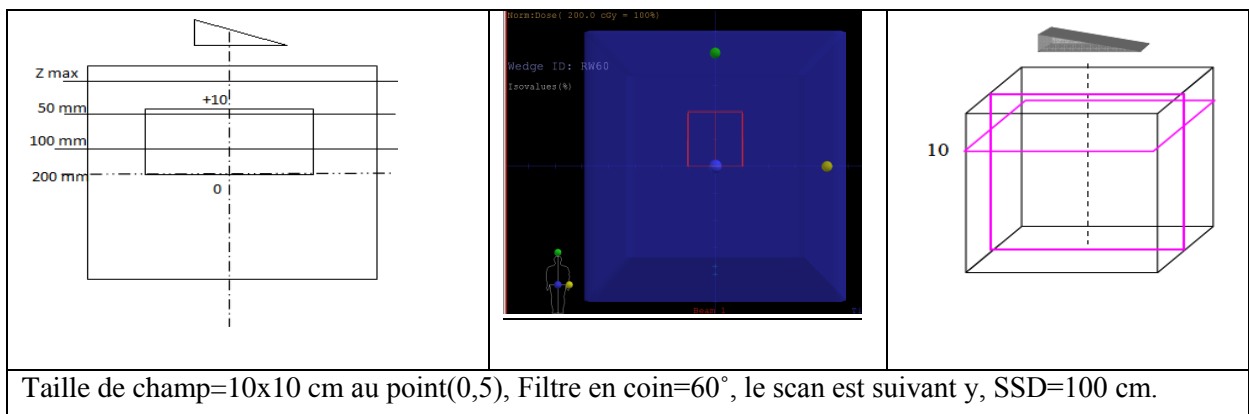 Z max
+10
50 mm
100 mm
200 mm
0
Norm:Dose( 200.0 cGy = 100%)
Wedge ID: RW60
Isovalues(%)
Beam 1
10
Taille de champ=10x10 cm au point(0,5), Filtre en coin=60˚, le scan est suivant y, SSD=100 cm.